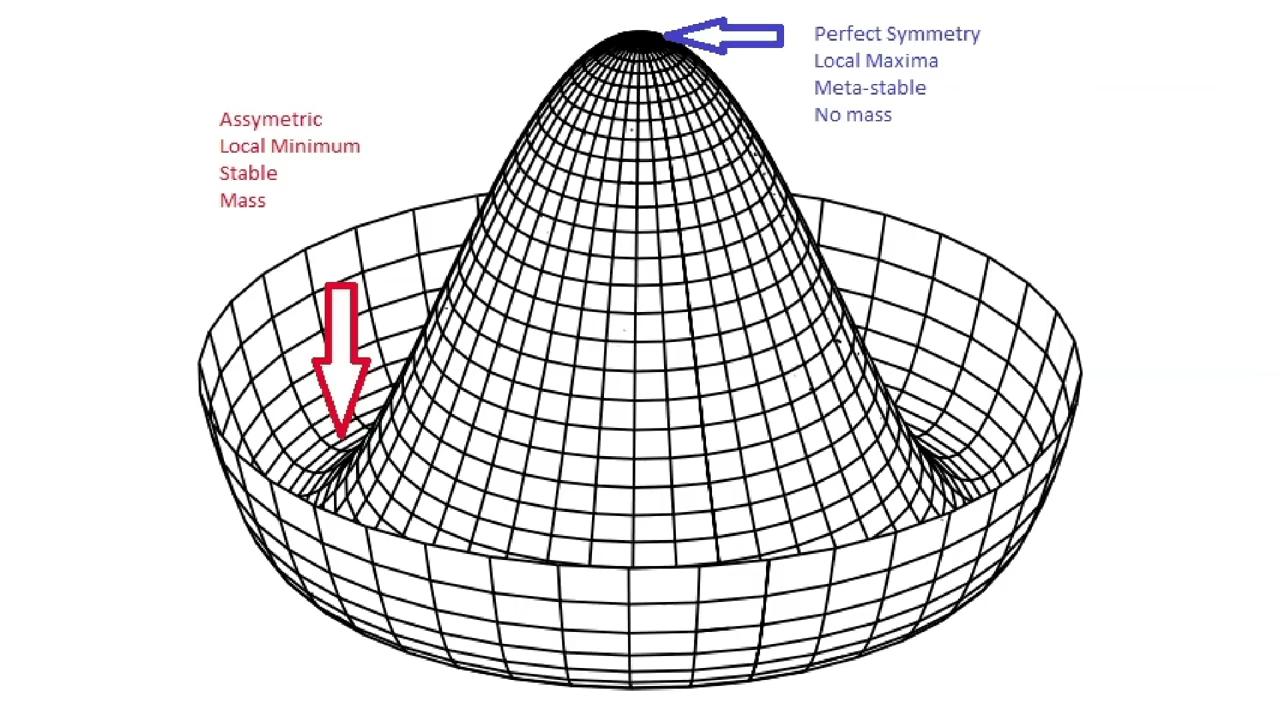 Perfect Symmetry
Local Maxima
Meta-stable
No mass
Assymetric
Local Minimum
Stable
Mass